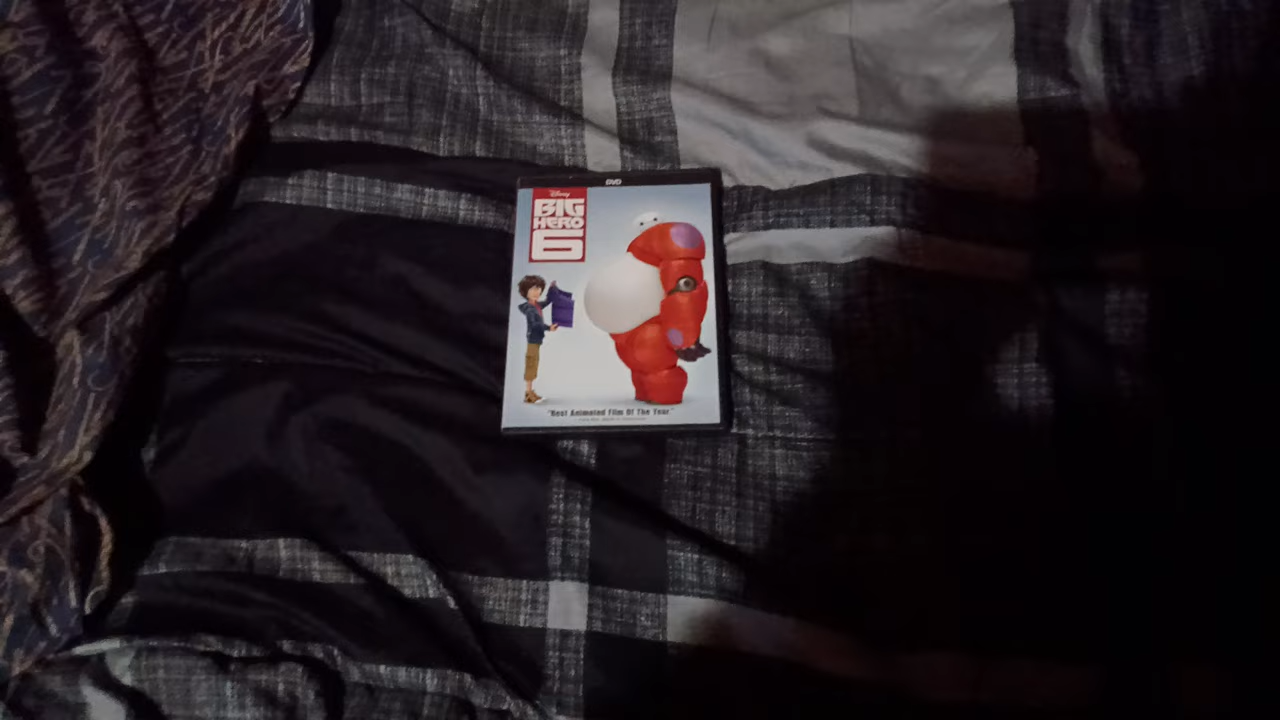 DVD
Disney
BIG
HERO
6
"Best Animated Film Of The Year."